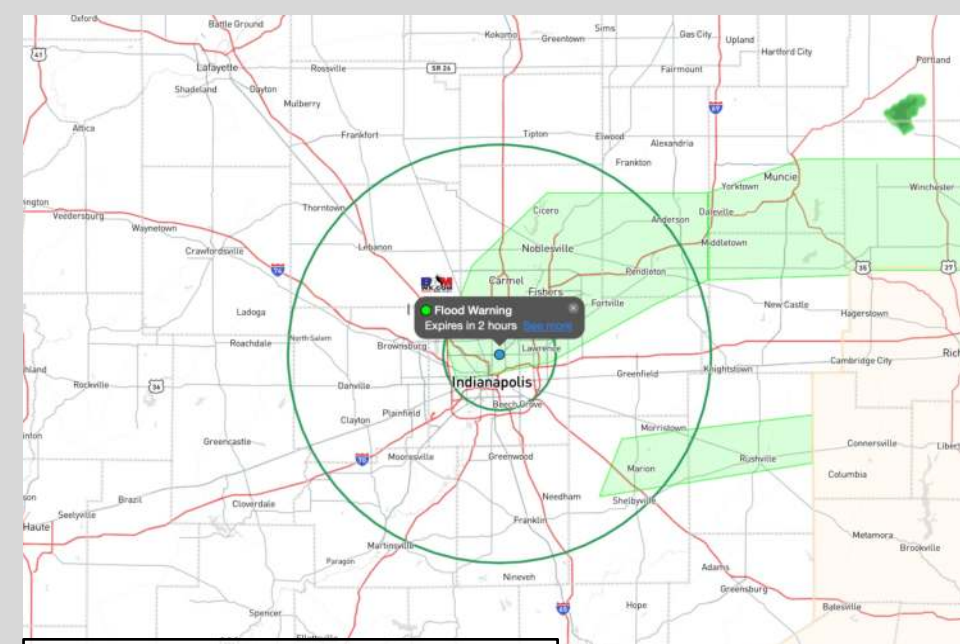 Oxford
Battle Ground
Kokomo
Greentown
Sims
Gas City
Upland
Hartford City
41
Lafayette
Rossville
SR 26
Fairmount
Portland
Shadeland
Dayton
Mulberry
69
Attica
Frankfort
Tipton
Elwood
Alexandria
Frankton
Muncie
Yorktown
Winchester
Thorntown
Cicero
Anderson
Daleville
Veedersburg
Waynetown
Lebanon
Noblesville
Middletown
Crawfordsville
74
Pendleton
35
27
Carmel
Fishers
Fortville
New Castle
Ladoga
Flood Warning
Expires in 2 hours See more
Hagerstown
Roachdale
North Salem
Brownsburg
Lawrence
Cambridge City
Rockville
36
Danville
Indianapolis
Greenfield
Knightstown
Beech Grove
Plainfield
Clayton
Morristown
Greencastle
Connersville
70
Mooresville
Greenwood
Marion
Rushville
Columbia
Brazil
Cloverdale
Needham
Shelbyville
Seelyville
Haute
Franklin
Martinsville
Metamora
Brookville
Paragon
Nineveh
Adams
Greensburg
Spencer
65
Hope
Batesville